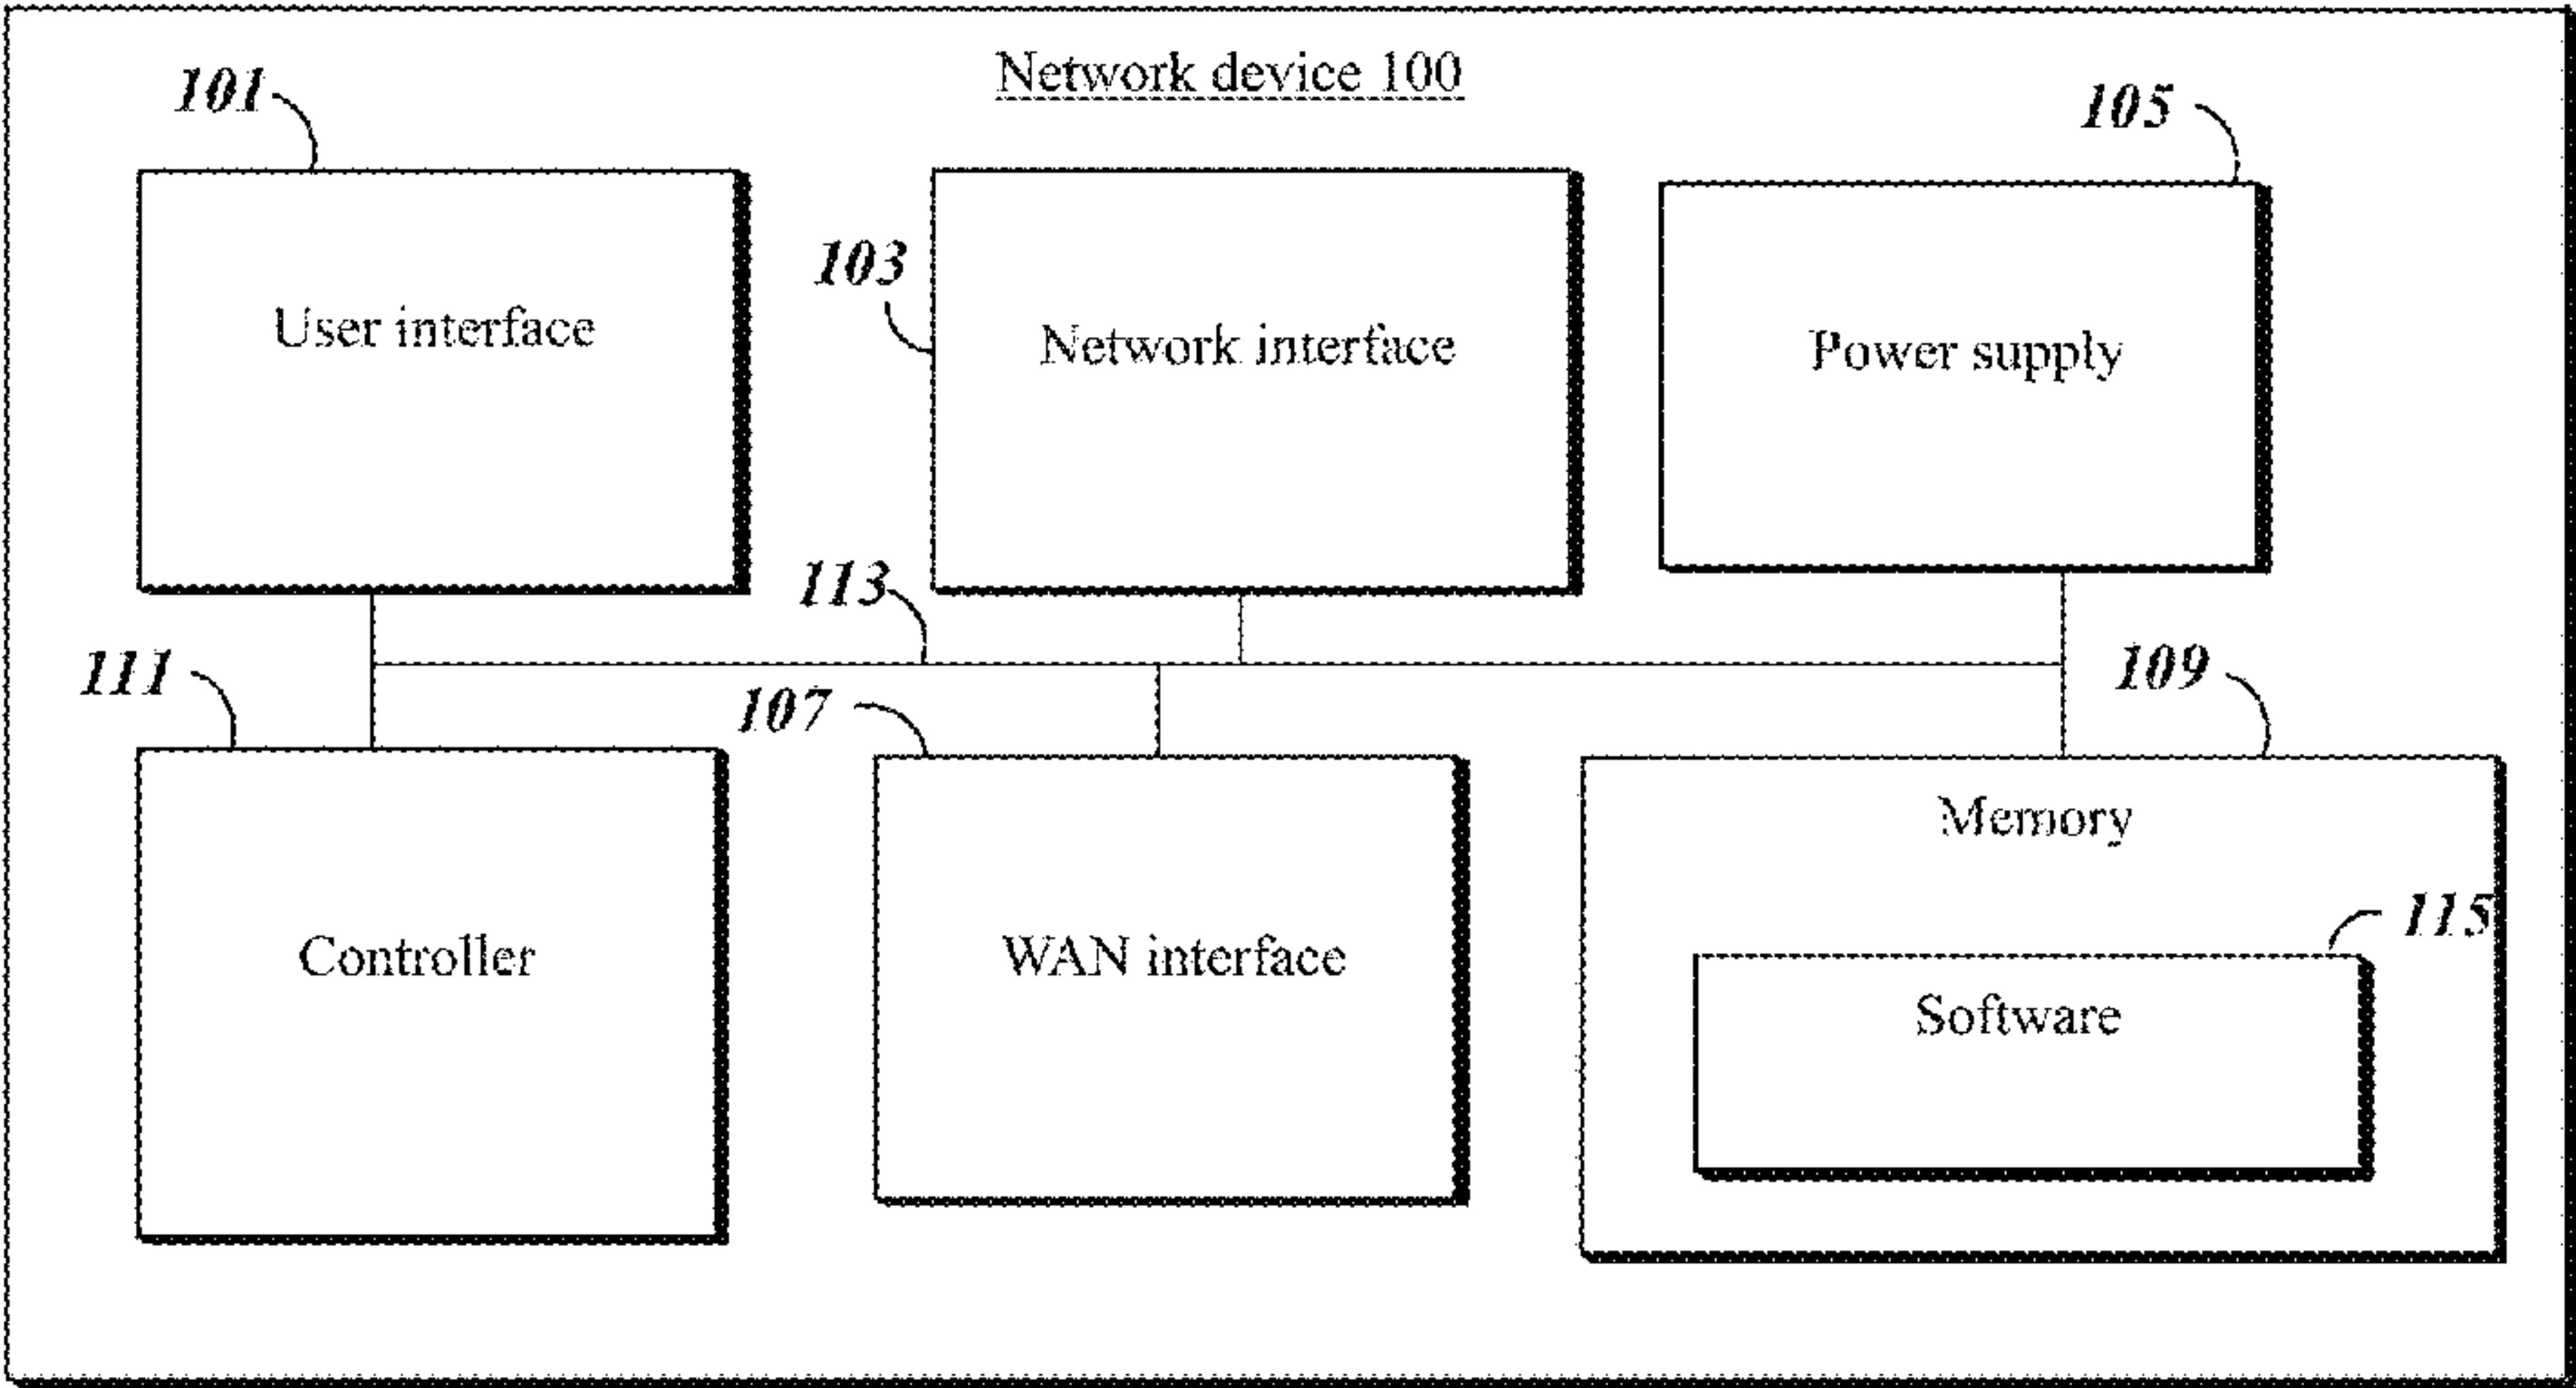 Network device 100
101
105
103
User interface
Network interface
Power supply
113
111
107
109
Memory
Controller
WAN interface
115
Software